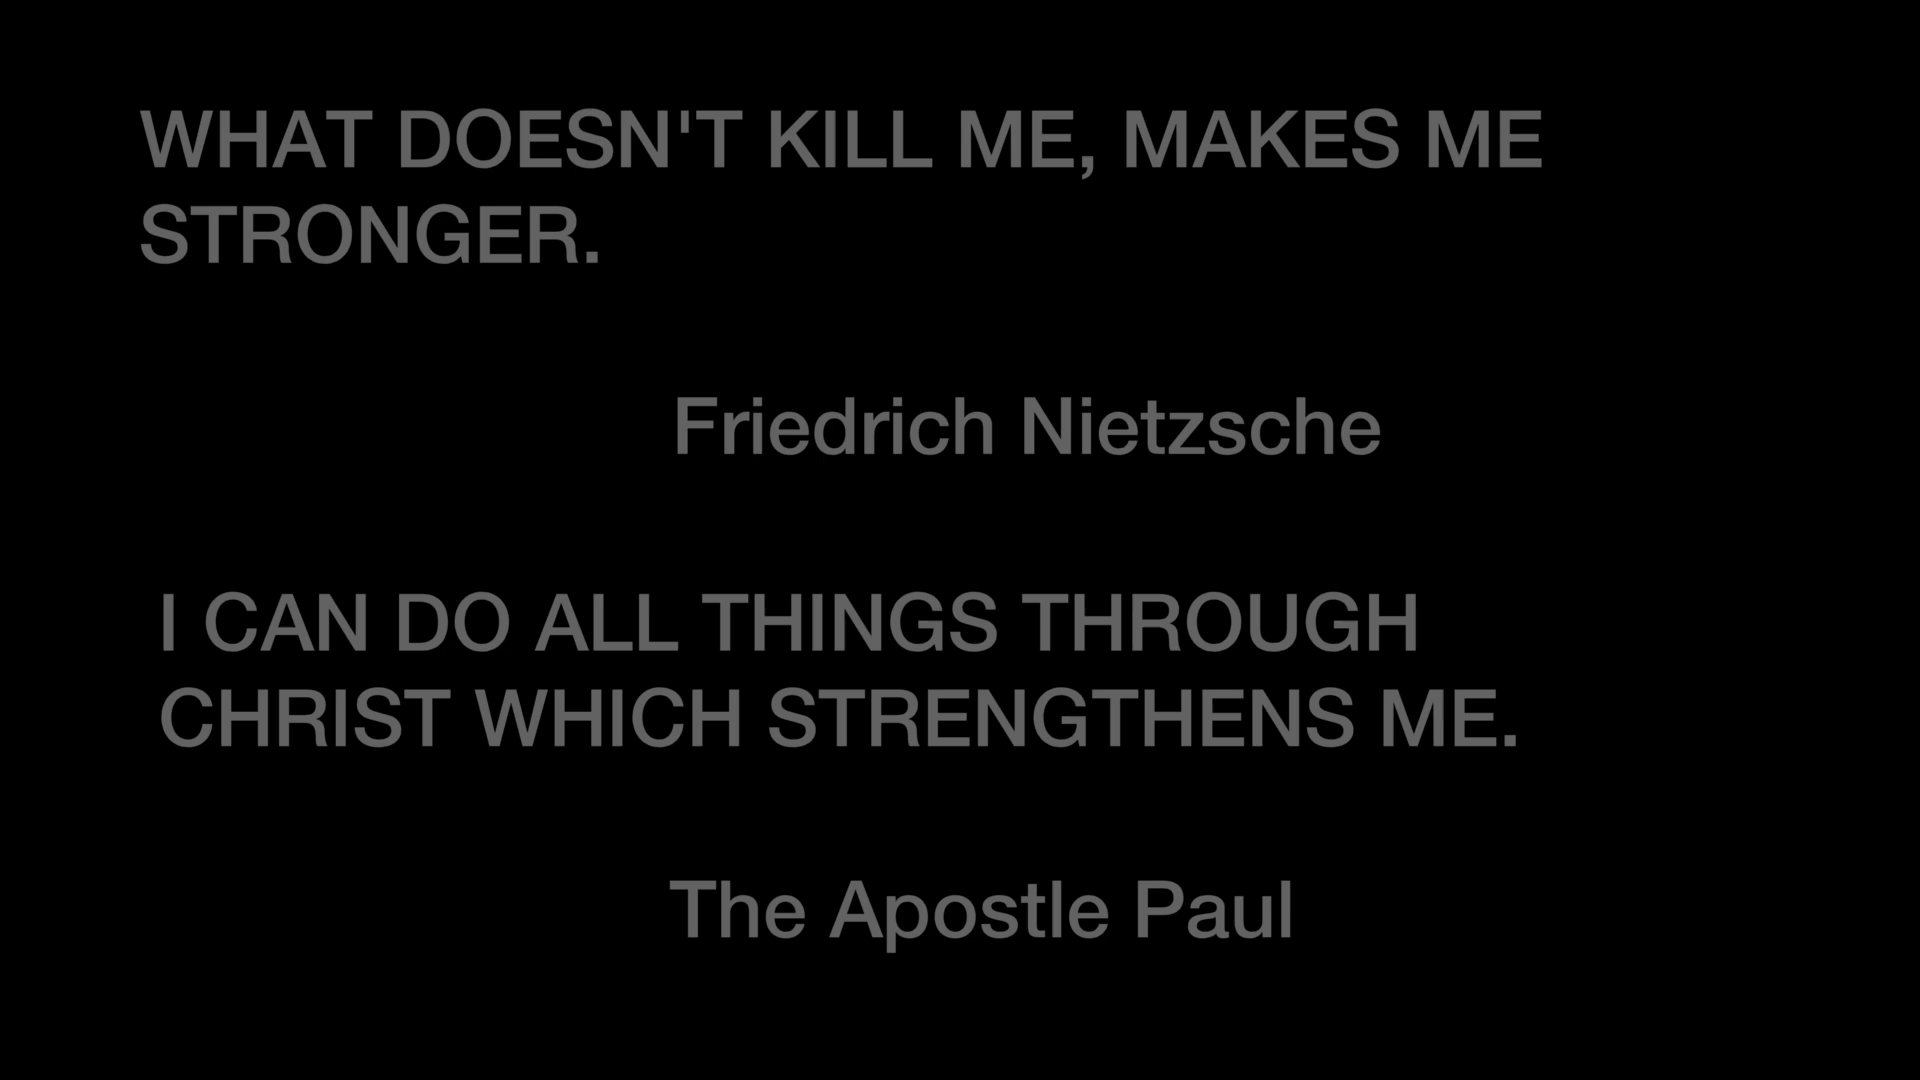 WHAT DOESN'T KILL ME, MAKES ME
STRONGER.
Friedrich Nietzsche
I CAN DO ALL THINGS THROUGH
CHRIST WHICH STRENGTHENS ME.
The Apostle Paul